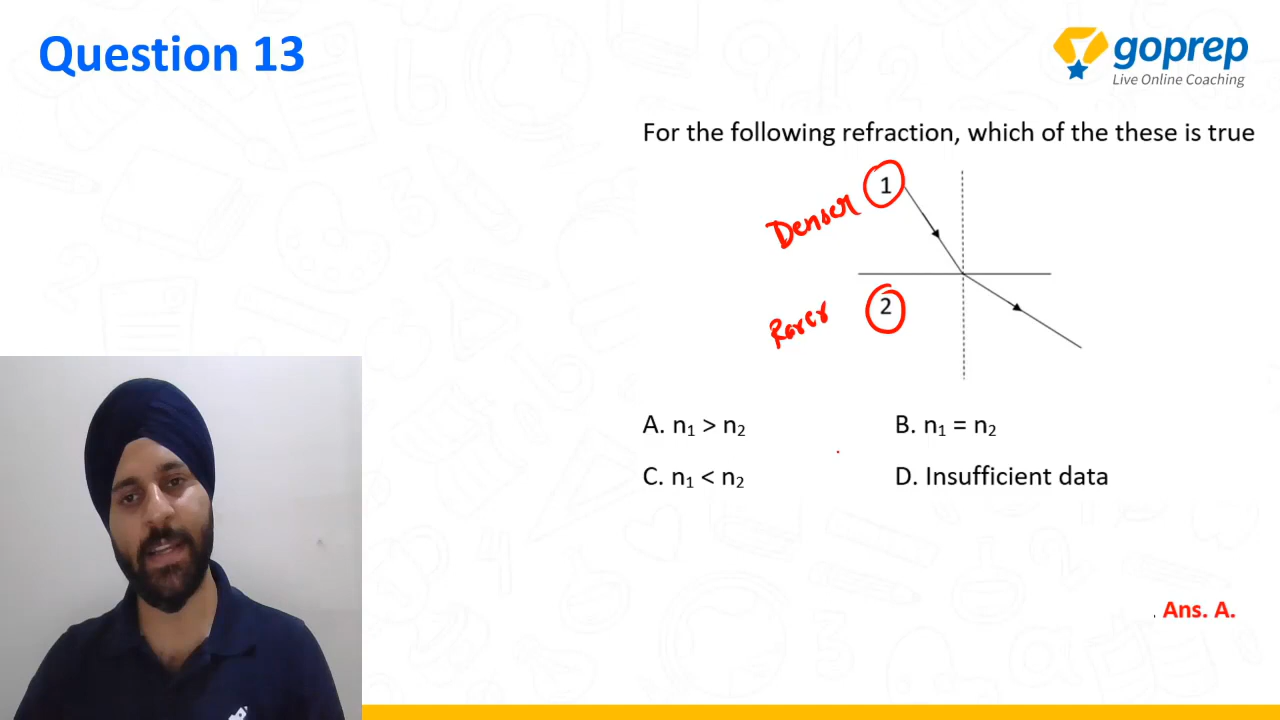 Question 13
goprep
Live Online Coaching
For the following refraction, which of the these is true
1
Denser
2
Rarer
A. n₁ > n₂
B. n₁ = n₂
C. n₁ < n₂
D. Insufficient data
. Ans. A.